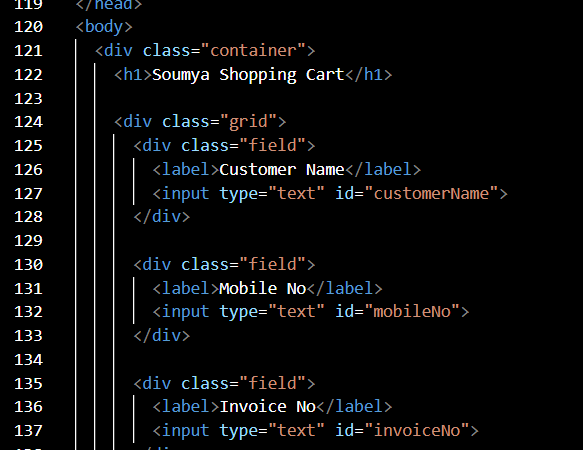 119 </head>
120 <body>
121 <div class="container">
122 <h1>Soumya Shopping Cart</h1>
123
124 <div class="grid">
125 <div class="field">
126 <label>Customer Name</label>
127 <input type="text" id="customerName">
128 </div>
129
130 <div class="field">
131 <label>Mobile No</label>
132 <input type="text" id="mobileNo">
133 </div>
134
135 <div class="field">
136 <label>Invoice No</label>
137 <input type="text" id="invoiceNo">
138 </div>